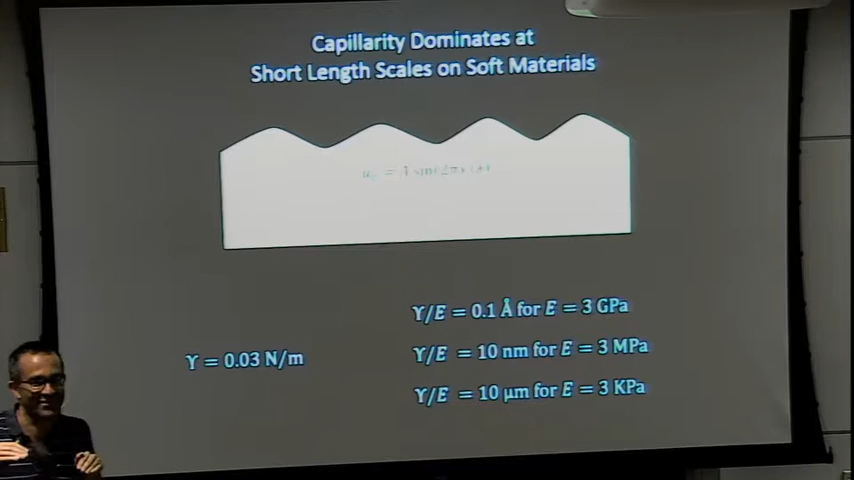 Capillarity Dominates at
Short Length Scales on Soft Materials
ϒ/E = 0.1 Å for E = 3 GPa
ϒ = 0.03 N/m
ϒ/E = 10 nm for E = 3 MPa
ϒ/E = 10 μm for E = 3 KPa